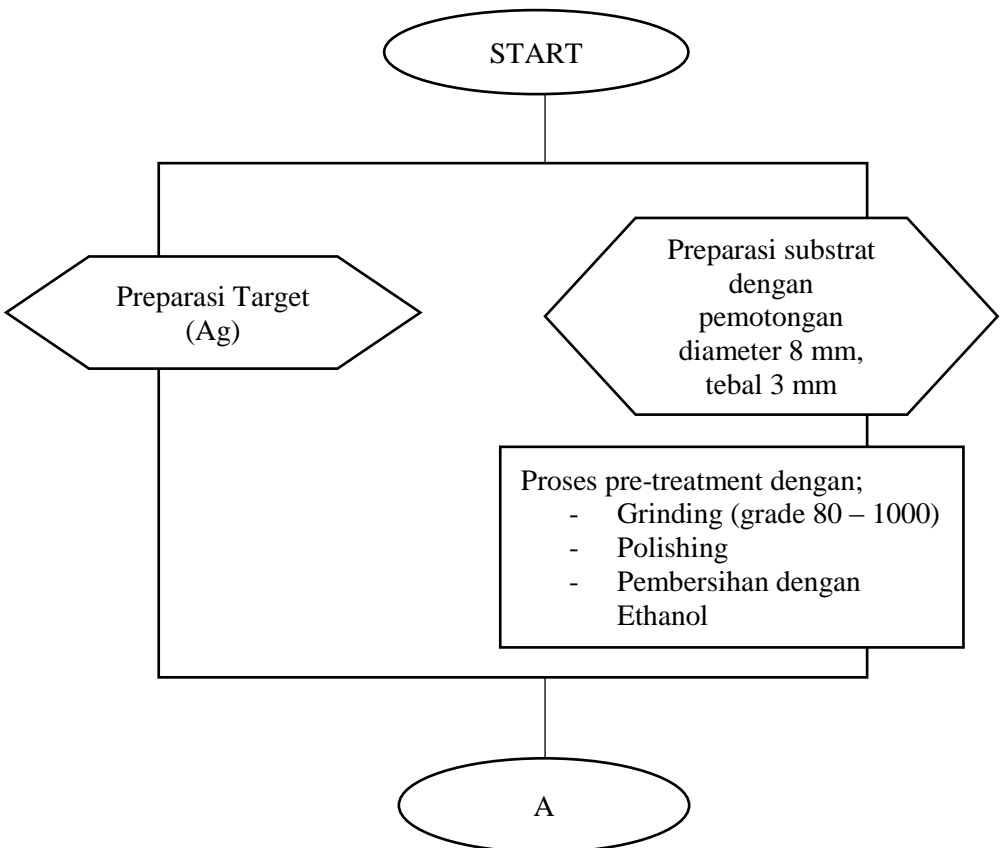 START
Preparasi Target
(Ag)
Preparasi substrat
dengan
pemotongan
diameter 8 mm,
tebal 3 mm
Proses pre-treatment dengan;
- Grinding (grade 80 – 1000)
- Polishing
- Pembersihan dengan
Ethanol
A